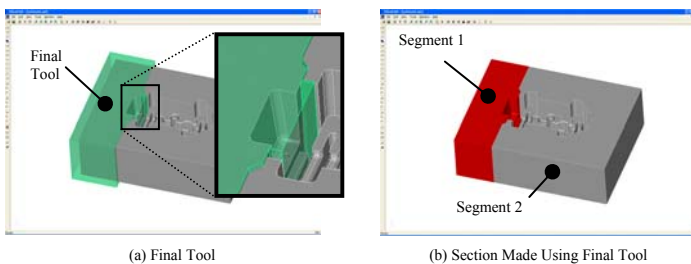 Final
Tool
Segment 1
Segment 2
(a) Final Tool
(b) Section Made Using Final Tool